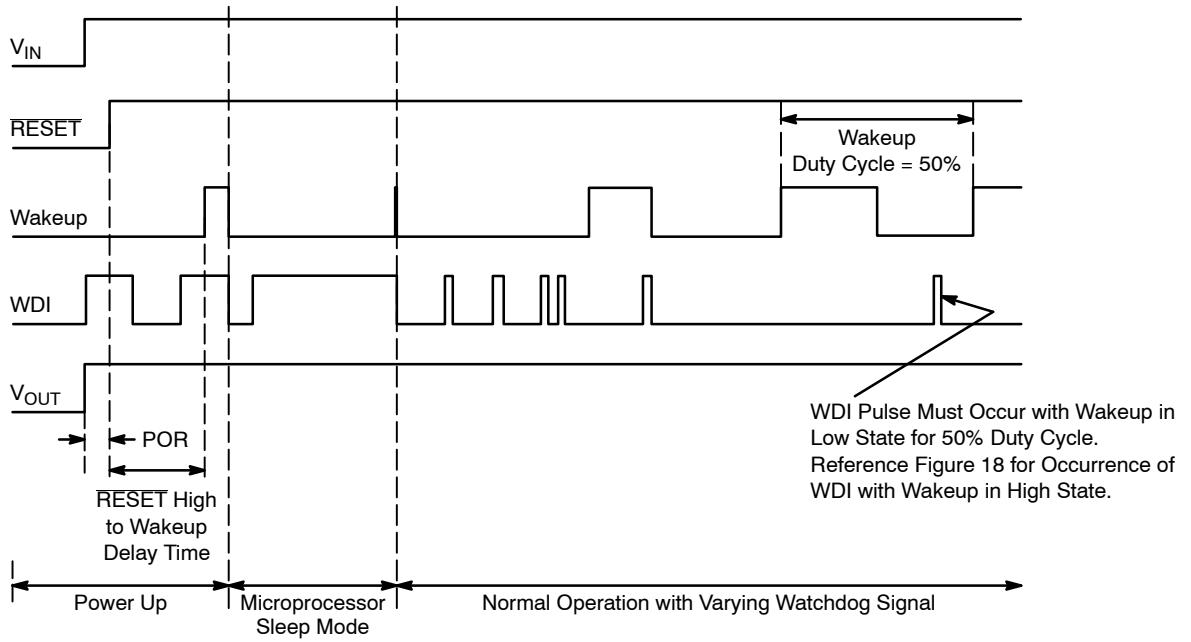 VIN
RESET
Wakeup
Duty Cycle = 50%
Wakeup
WDI
VOUT
POR
WDI Pulse Must Occur with Wakeup in
Low State for 50% Duty Cycle.
Reference Figure 18 for Occurrence of
WDI with Wakeup in High State.
RESET High
to Wakeup
Delay Time
Power Up
Microprocessor
Sleep Mode
Normal Operation with Varying Watchdog Signal